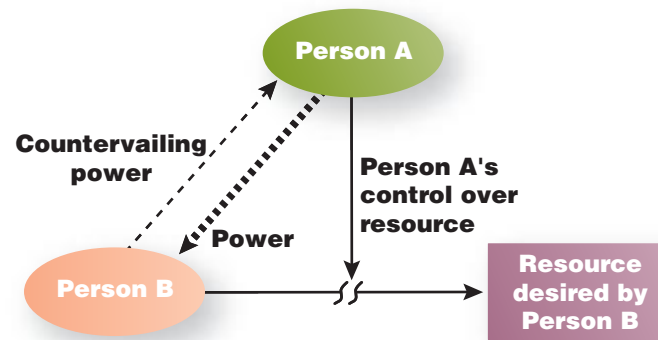 Person A
Countervailing
power
Person A's
control over
resource
Power
Person B
Resource
desired by
Person B